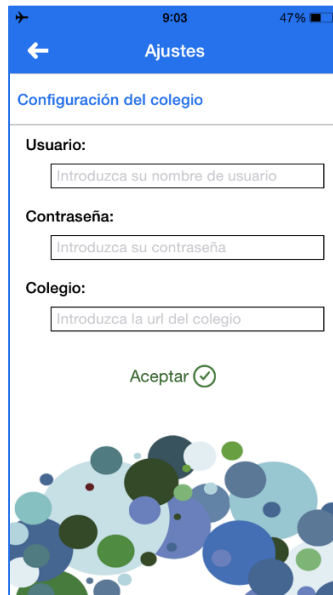 9:03
47%
Ajustes
Configuración del colegio
Usuario:
Introduzca su nombre de usuario
Contraseña:
Introduzca su contraseña
Colegio:
Introduzca la url del colegio
Aceptar